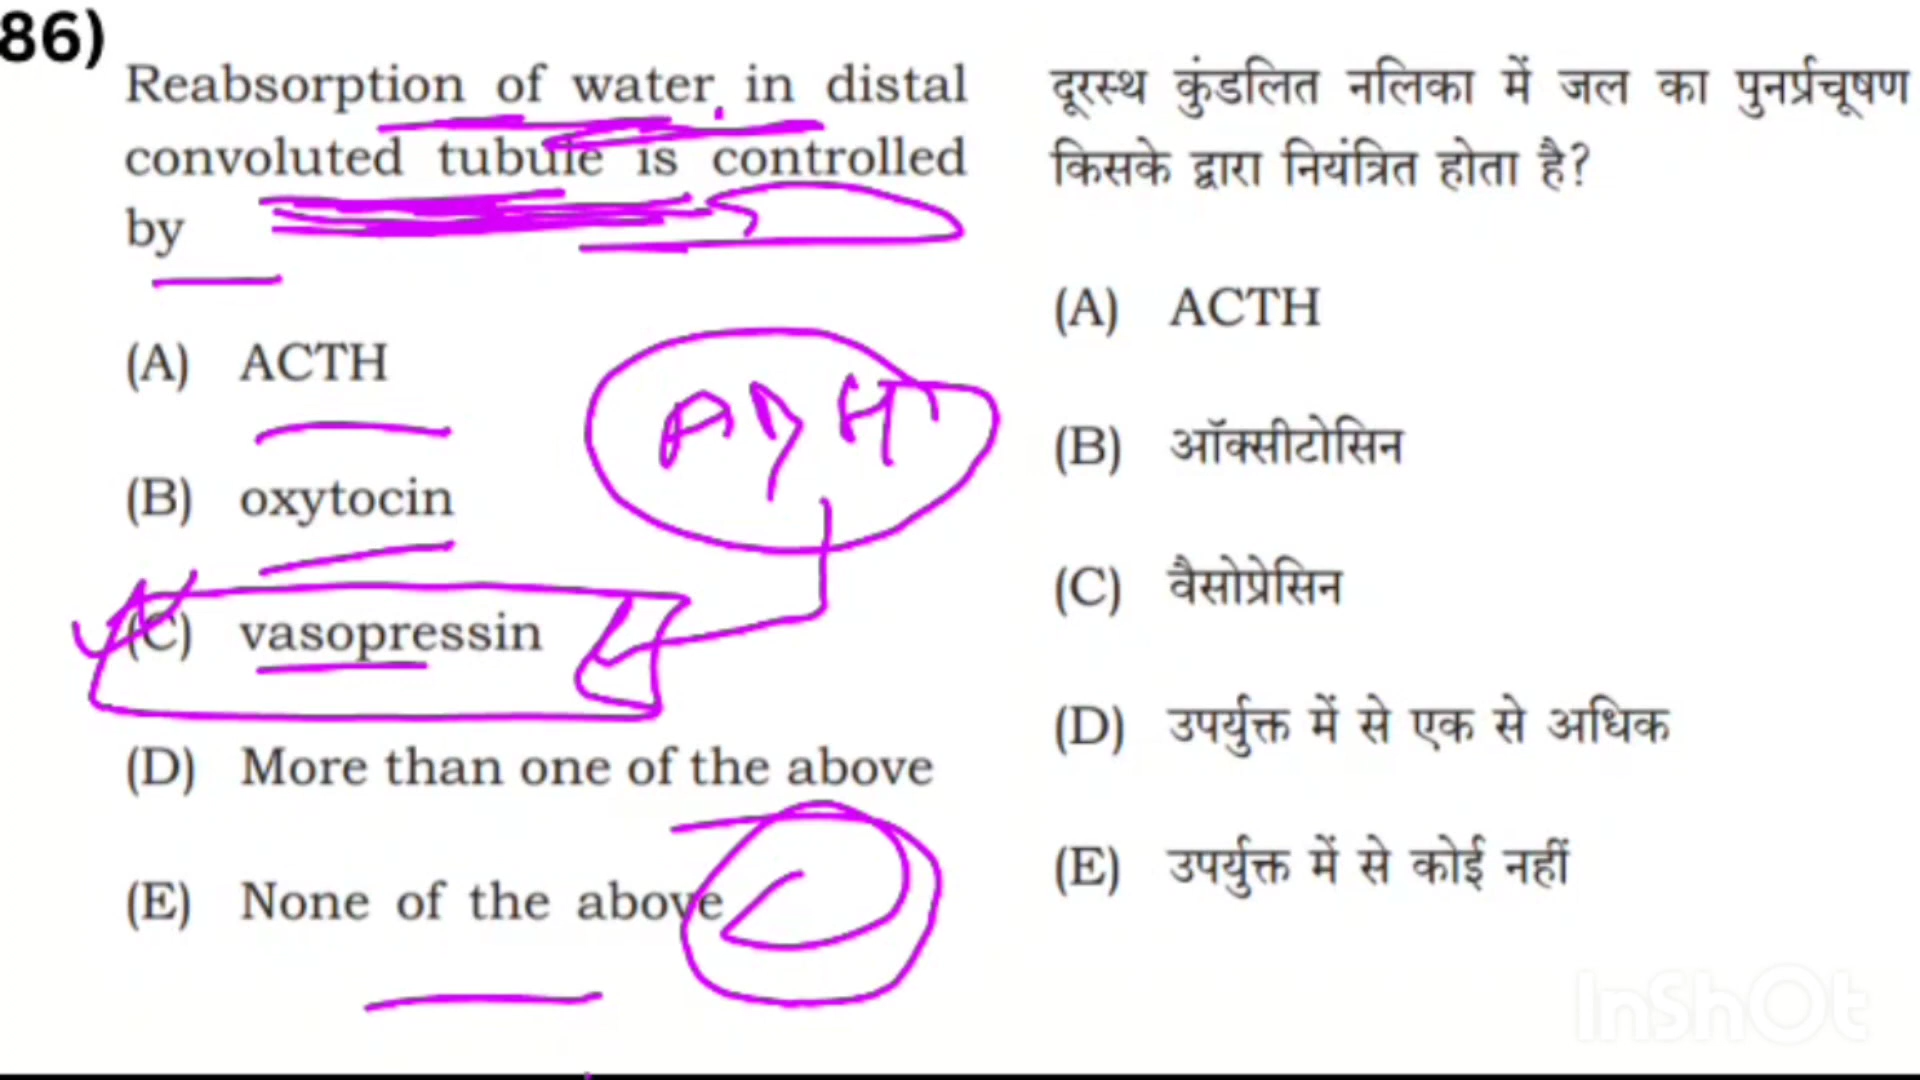 86)
Reabsorption of water in distal
convoluted tubule is controlled
by
(A) ACTH
(B) oxytocin
(C) vasopressin
(D) More than one of the above
(E) None of the above
ADH
दूरस्थ कुंडलित नलिका में जल का पुनर्प्रचूषण
किसके द्वारा नियंत्रित होता है?
(A) ACTH
(B) ऑक्सीटोसिन
(C) वैसोप्रेसिन
(D) उपर्युक्त में से एक से अधिक
(E) उपर्युक्त में से कोई नहीं
InShOt